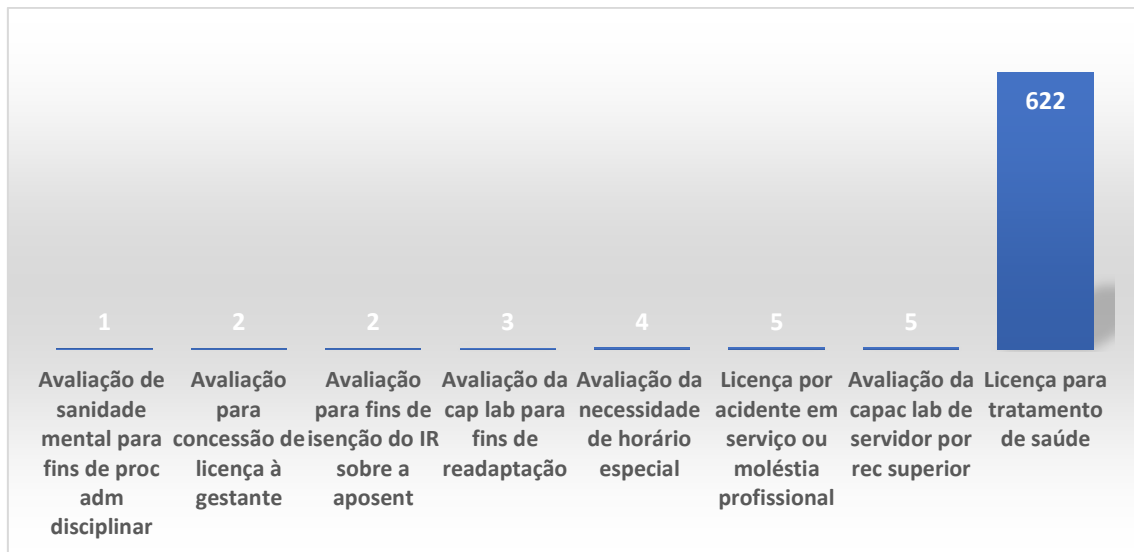 622
1
2
2
3
4
5
5
Avaliação de
sanidade
mental para
fins de proc
adm
disciplinar
Avaliação
para
concessão de
licença à
gestante
Avaliação
para fins de
isenção do IR
sobre a
aposent
Avaliação da
cap lab para
fins de
readaptação
Avaliação da
necessidade
de horário
especial
Licença por
acidente em
serviço ou
moléstia
profissional
Avaliação da
capac lab de
servidor por
rec superior
Licença para
tratamento
de saúde